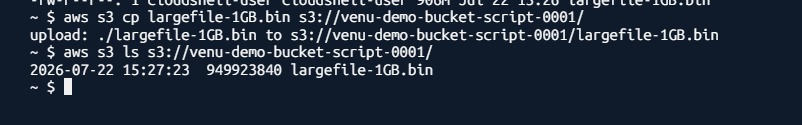 -rw-r--r--. 1 cloudshell-user cloudshell-user 906M Jul 22 15:26 largefile-1GB.bin
~ $ aws s3 cp largefile-1GB.bin s3://venu-demo-bucket-script-0001/
upload: ./largefile-1GB.bin to s3://venu-demo-bucket-script-0001/largefile-1GB.bin
~ $ aws s3 ls s3://venu-demo-bucket-script-0001/
2026-07-22 15:27:23  949923840 largefile-1GB.bin
~ $